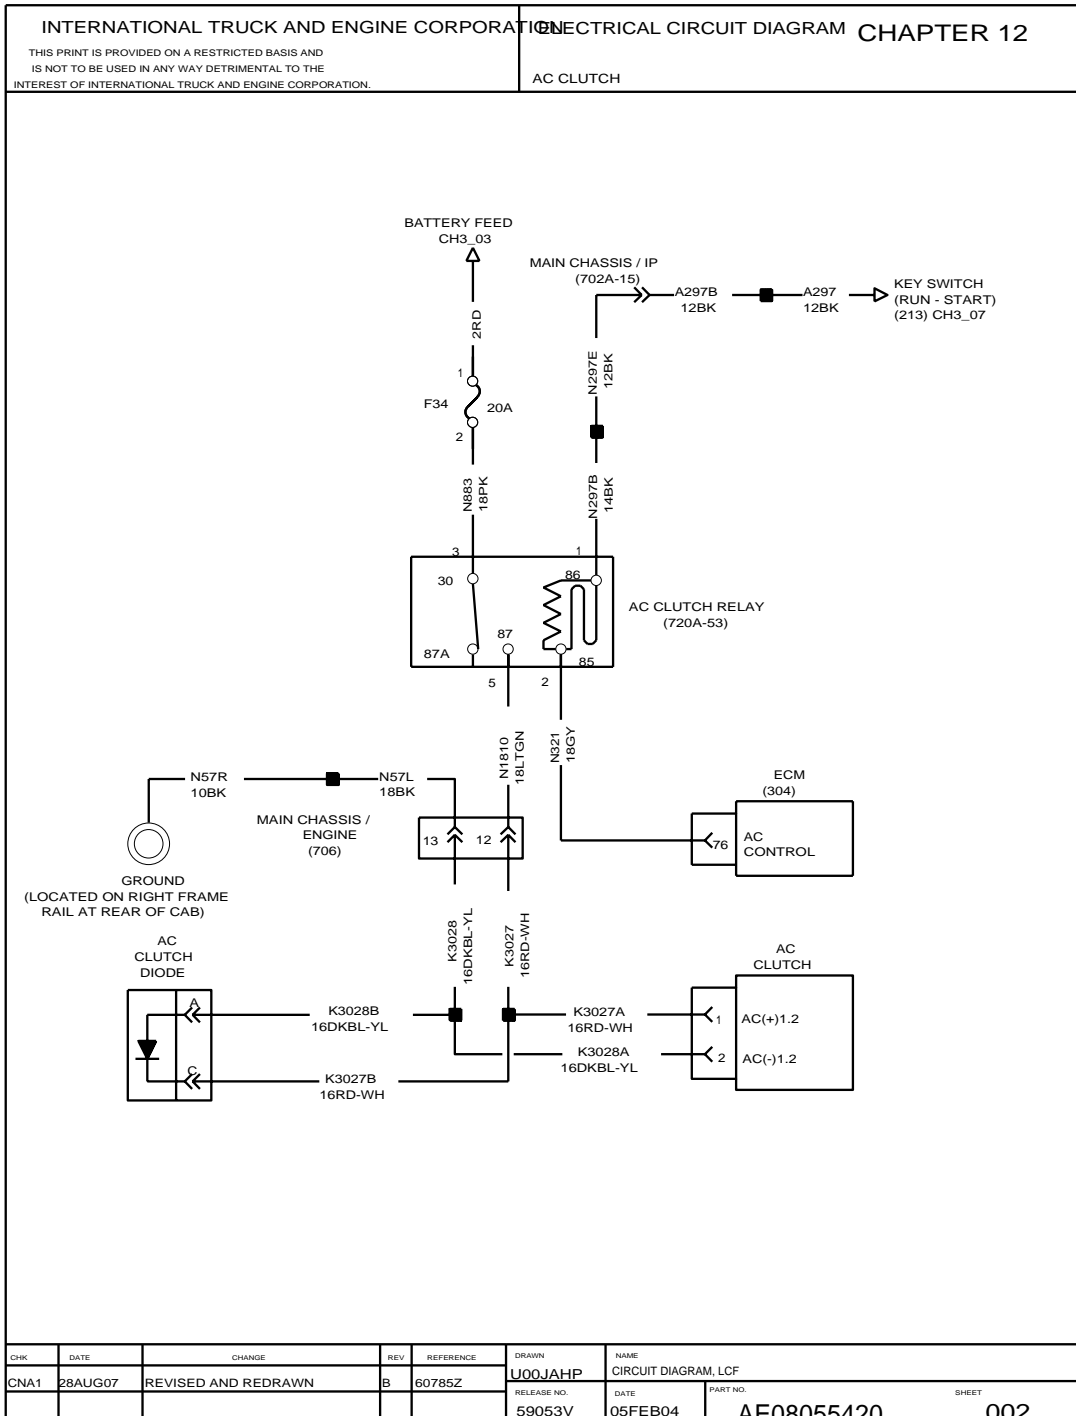 INTERNATIONAL TRUCK AND ENGINE CORPORATION
THIS PRINT IS PROVIDED ON A RESTRICTED BASIS AND
IS NOT TO BE USED IN ANY WAY DETRIMENTAL TO THE
INTEREST OF INTERNATIONAL TRUCK AND ENGINE CORPORATION.
ELECTRICAL CIRCUIT DIAGRAM
CHAPTER 12
AC CLUTCH
BATTERY FEED
CH3_03
2RD
1
F34
20A
2
N883
18PK
MAIN CHASSIS / IP
(702A-15)
A297B
12BK
A297
12BK
KEY SWITCH
(RUN - START)
(213) CH3_07
N297E
12BK
N297B
14BK
3
1
30
86
87A
87
85
5
2
AC CLUTCH RELAY
(720A-53)
N1810
18LTGN
N321
18GY
N57R
10BK
N57L
18BK
MAIN CHASSIS /
ENGINE
(706)
13
12
ECM
(304)
76
AC
CONTROL
GROUND
(LOCATED ON RIGHT FRAME
RAIL AT REAR OF CAB)
K3028
16DKBL-YL
K3027
16RD-WH
AC
CLUTCH
DIODE
A
C
K3028B
16DKBL-YL
K3027B
16RD-WH
K3027A
16RD-WH
K3028A
16DKBL-YL
AC
CLUTCH
1
AC(+)1.2
2
AC(-)1.2
CHK
DATE
CHANGE
REV
REFERENCE
CNA1
28AUG07
REVISED AND REDRAWN
B
60785Z
DRAWN
U00JAHP
NAME
CIRCUIT DIAGRAM, LCF
RELEASE NO.
59053V
DATE
05FEB04
PART NO.
AE08055420
SHEET
002